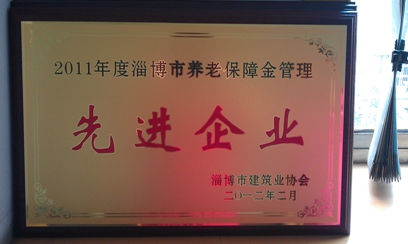 2011年度淄博市养老保障金管理
先进企业
淄博市建筑业协会
二〇一二年二月